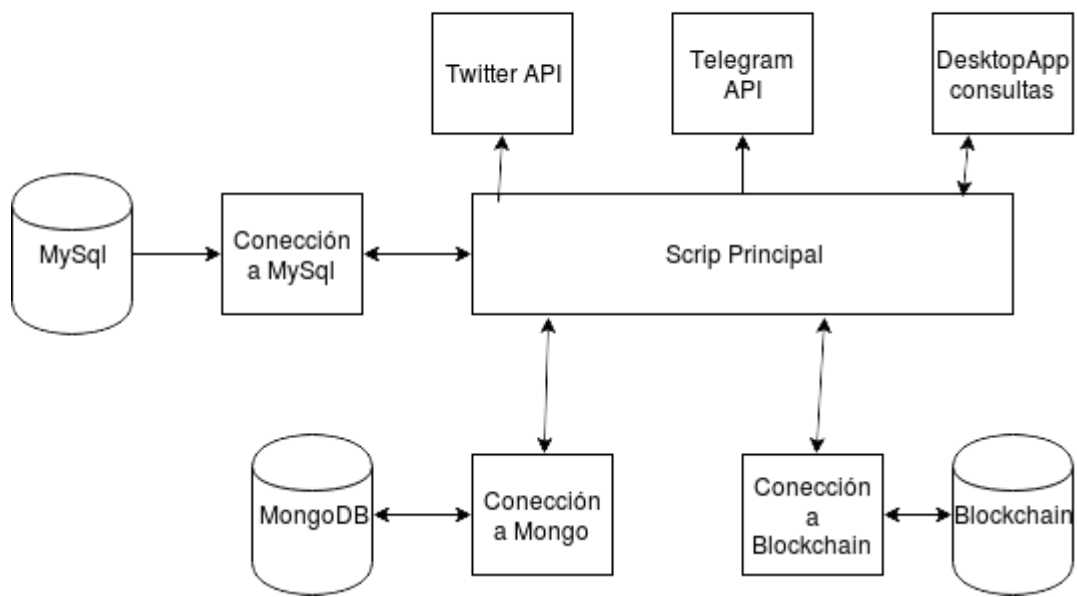 Twitter API
Telegram
API
DesktopApp
consultas
MySql
Conección
a MySql
Scrip Principal
MongoDB
Conección
a Mongo
Conección
a
Blockchain
Blockchain